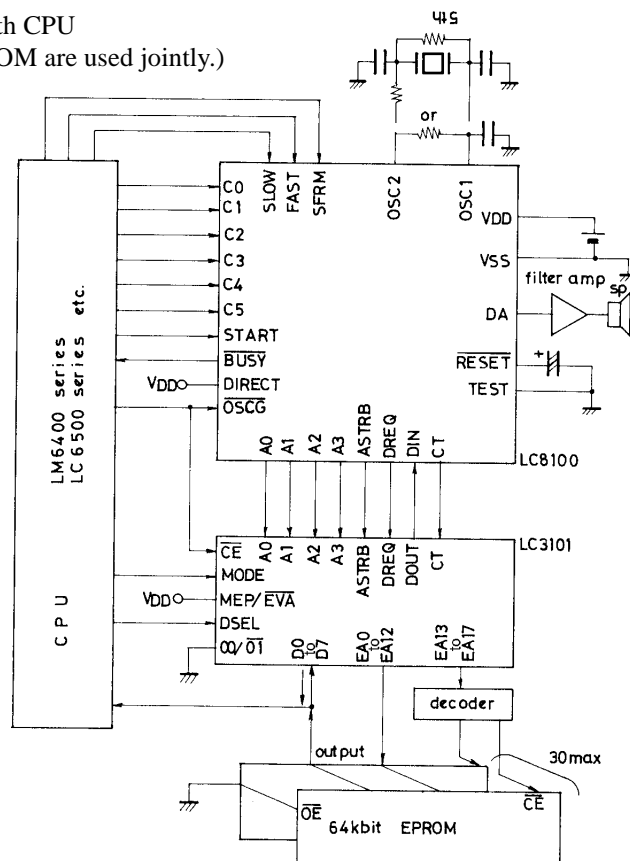 th CPU
OM are used jointly.)
5th
or
SLOW
FAST
SFRM
OSC2
OSC1
C0
C1
C2
C3
C4
C5
START
BUSY
VDD DIRECT
OSCG
VDD
VSS
filter amp
sp
DA
RESET
+
TEST
A0
A1
A2
A3
ASTRB
DREQ
DIN
CT
LC8100
LC3101
CPU
LM6400 series
LC6500 series etc.
CE
A0
A1
A2
A3
ASTRB
DREQ
DOUT
CT
MODE
VDD MEP/EVA
DSEL
00/01
D0
to
D7
EA0
to
EA12
EA13
to
EA17
decoder
output
30max
OE
CE
64kbit EPROM